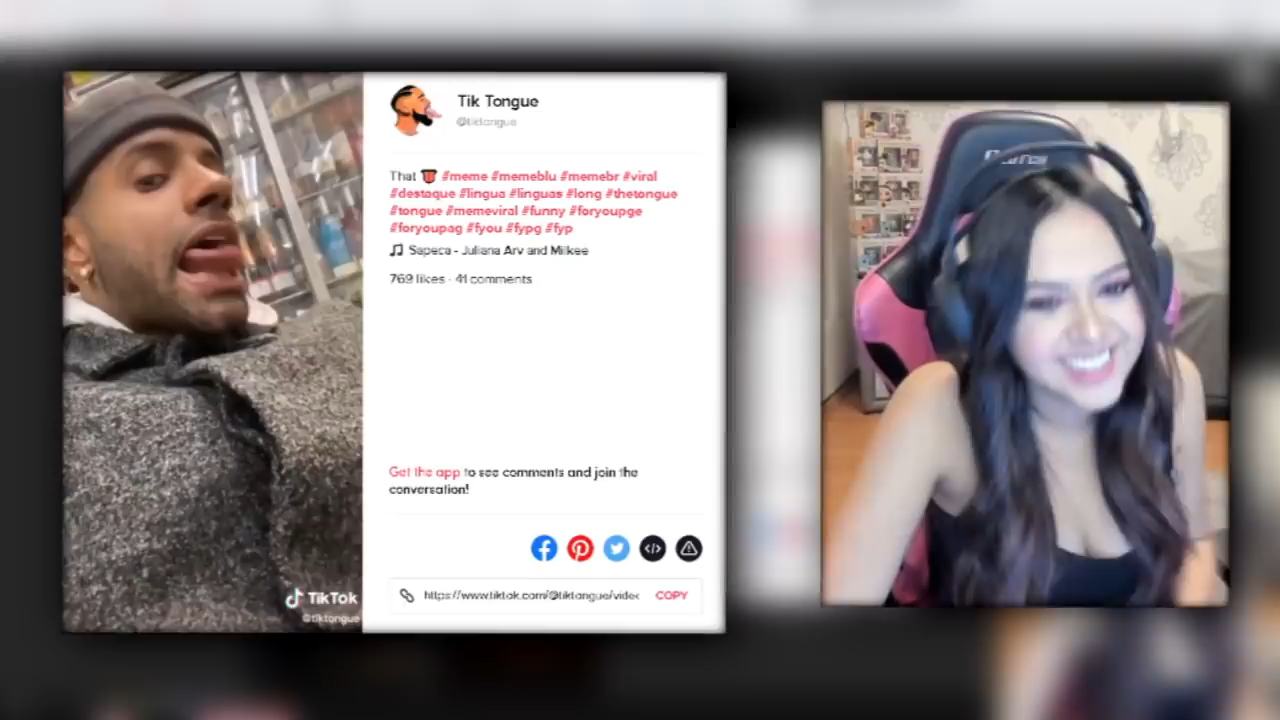 Tik Tongue
@tiktongue
That #meme #memeblu #memebr #viral
#destaque #lingua #linguas #long #thetongue
#tongue #memeviral #funny #foryoupge
#foryoupag #fyou #fypg #fyp
Sapeca - Juliana Arv and Milkee
769 likes · 41 comments
Get the app to see comments and join the
conversation!
https://www.tiktok.com/@tiktongue/video
COPY
TikTok
@tiktongue